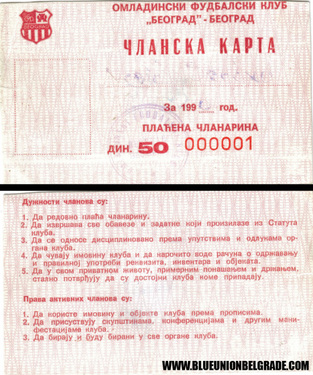 ОМЛАДИНСКИ ФУДБАЛСКИ КЛУБ
„БЕОГРАД" - БЕОГРАД
ЧЛАНСКА КАРТА
За 199 год.
ПЛАЋЕНА ЧЛАНАРИНА
ДИН. 50 000001
Дужности чланова су:
1. Да редовно плаћа чланарину.
2. Да извршава све обавезе и задатке који произилазе из Статута
клуба.
3. Да се односе дисциплиновано према упутствима и одлукама ор-
гана клуба.
4. Да чувају имовину клуба и да нарочито воде рачуна о одржавању
и правилној употреби реквизита, инвентара и објеката.
5. Да у свом приватном животу, примерним понашањем и држањем,
стално потврђују да су достојни клуба коме припадају.
Права активних чланова су:
1. Да користе имовину и објекте клуба према прописима.
2. Да присуствују скупштинама, конференцијама и другим мани-
фестацијама клуба.
3. Да бирају и буду бирани у све органе клуба.
WWW.BLUEUNIONBELGRADE.COM